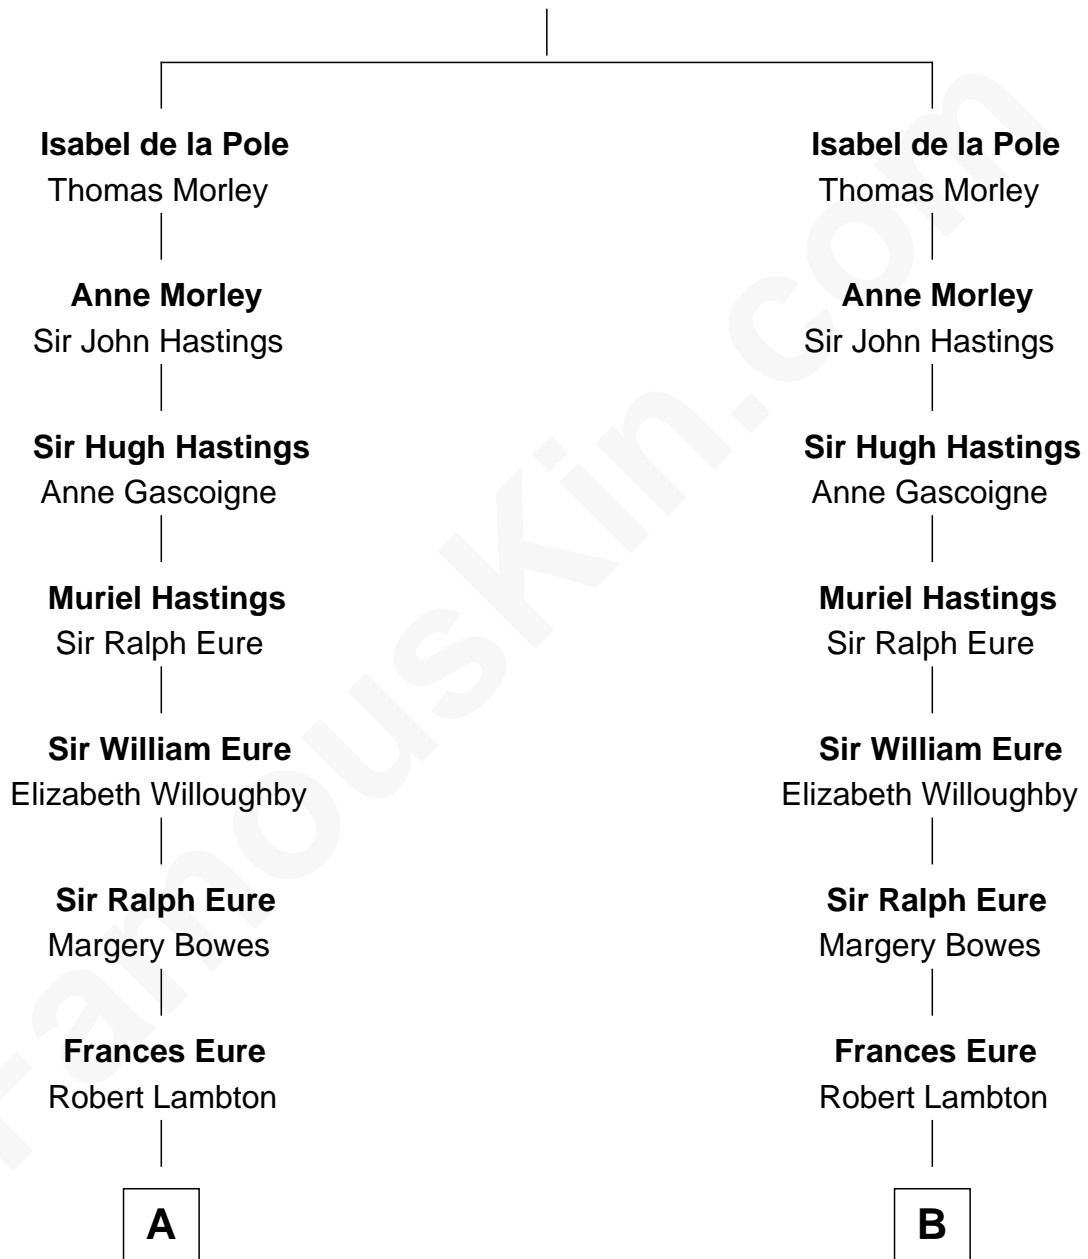 Isabel de la Pole
Thomas Morley
Anne Morley
Sir John Hastings
Sir Hugh Hastings
Anne Gascoigne
Muriel Hastings
Sir Ralph Eure
Sir William Eure
Elizabeth Willoughby
Sir Ralph Eure
Margery Bowes
Frances Eure
Robert Lambton
A
Isabel de la Pole
Thomas Morley
Anne Morley
Sir John Hastings
Sir Hugh Hastings
Anne Gascoigne
Muriel Hastings
Sir Ralph Eure
Sir William Eure
Elizabeth Willoughby
Sir Ralph Eure
Margery Bowes
Frances Eure
Robert Lambton
B
FamousKin.com